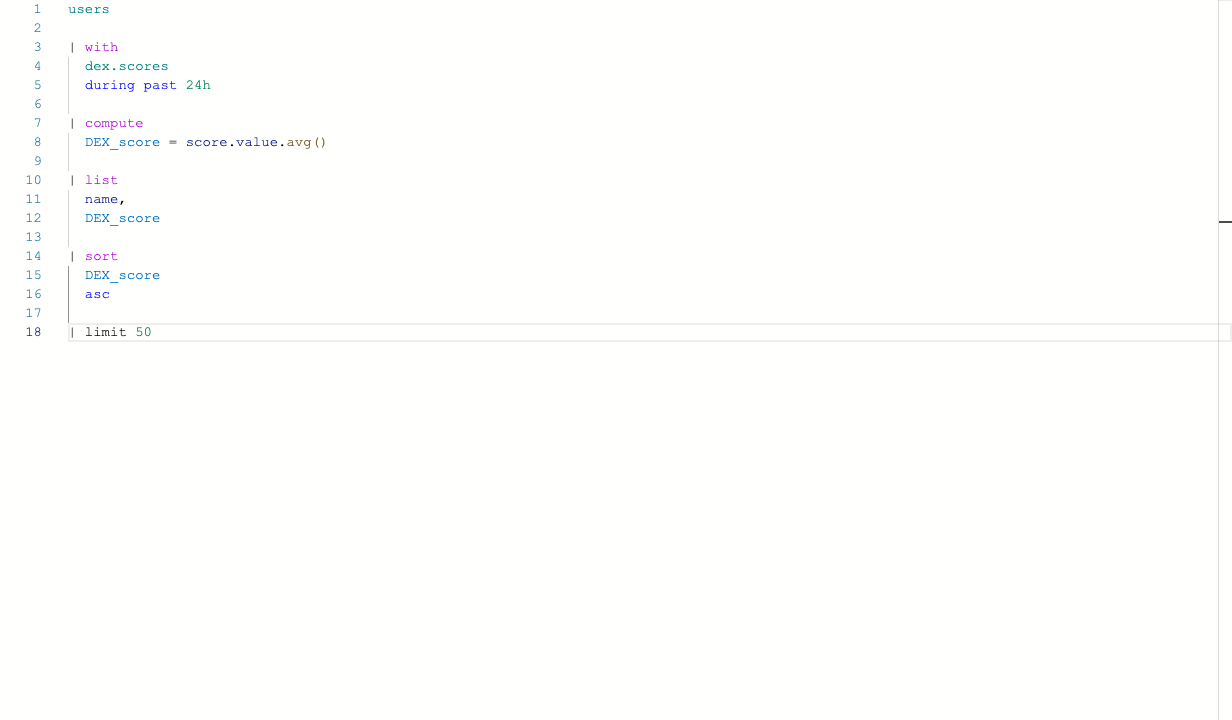 1 users
2
3 | with
4 dex.scores
5 during past 24h
6
7 | compute
8 DEX_score = score.value.avg()
9
10 | list
11 name,
12 DEX_score
13
14 | sort
15 DEX_score
16 asc
17
18 | limit 50